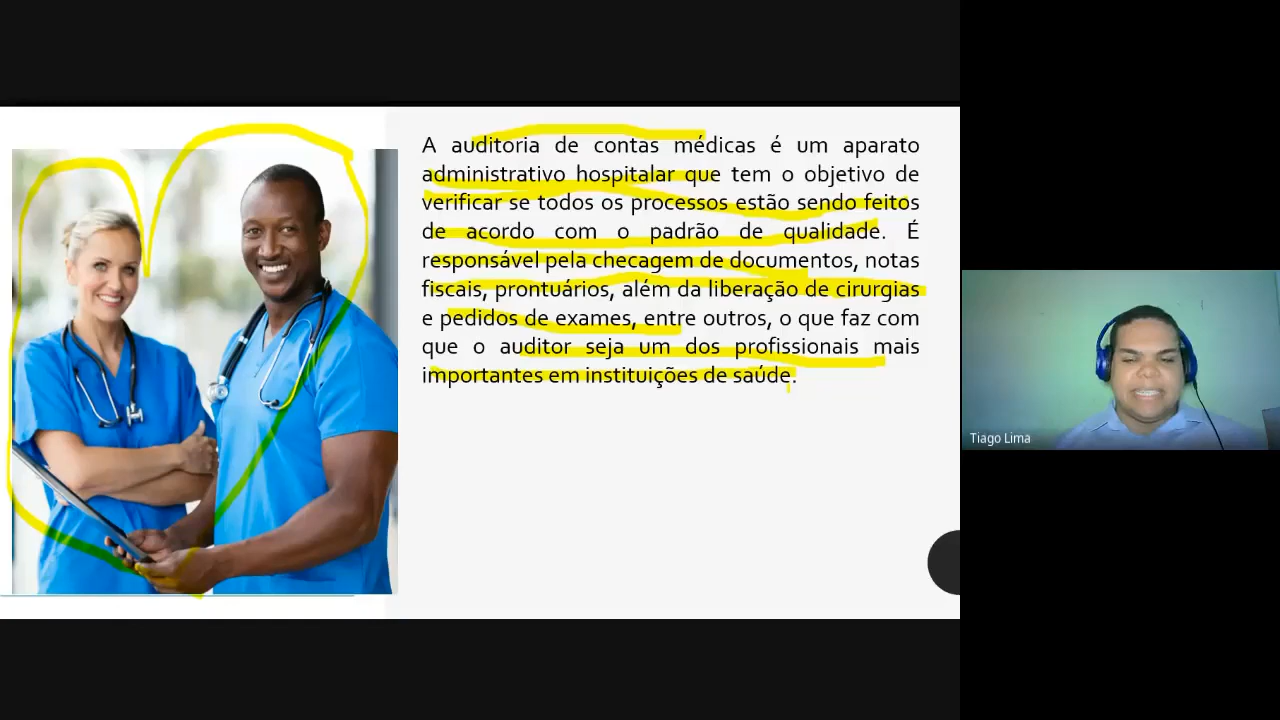 A auditoria de contas médicas é um aparato
administrativo hospitalar que tem o objetivo de
verificar se todos os processos estão sendo feitos
de acordo com o padrão de qualidade. É
responsável pela checagem de documentos, notas
fiscais, prontuários, além da liberação de cirurgias
e pedidos de exames, entre outros, o que faz com
que o auditor seja um dos profissionais mais
importantes em instituições de saúde.
Tiago Lima